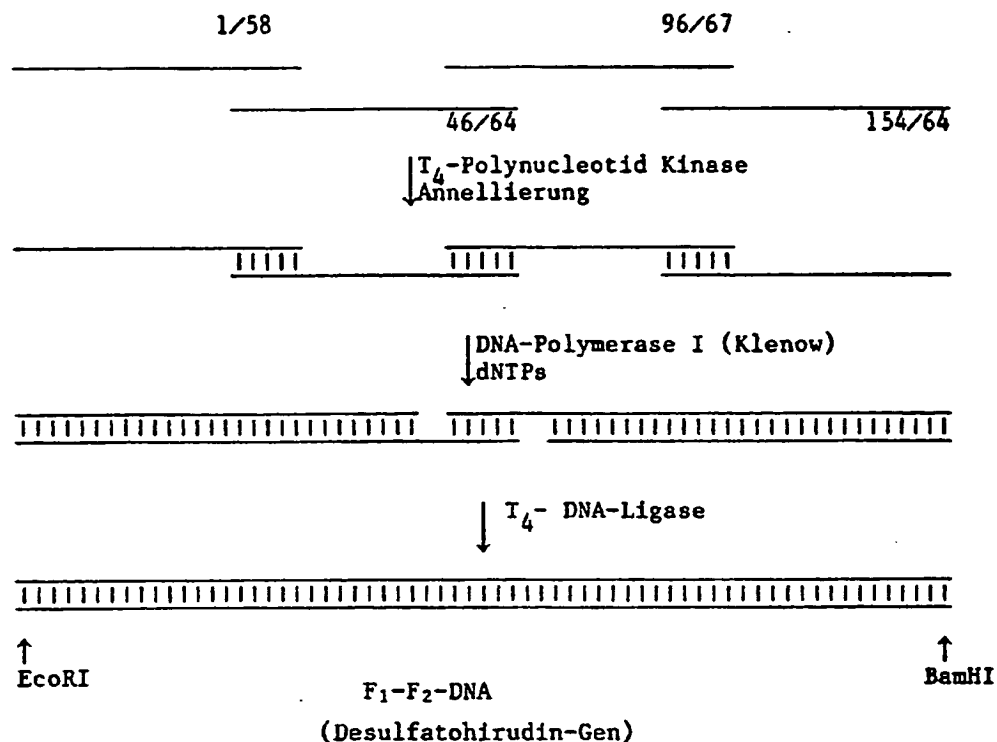 1/58 96/67
46/64 154/64
T4-Polynucleotid Kinase
Annellierung
DNA-Polymerase I (Klenow)
dNTPs
T4- DNA-Ligase
EcoRI BamHI
F1-F2-DNA
(Desulfatohirudin-Gen)